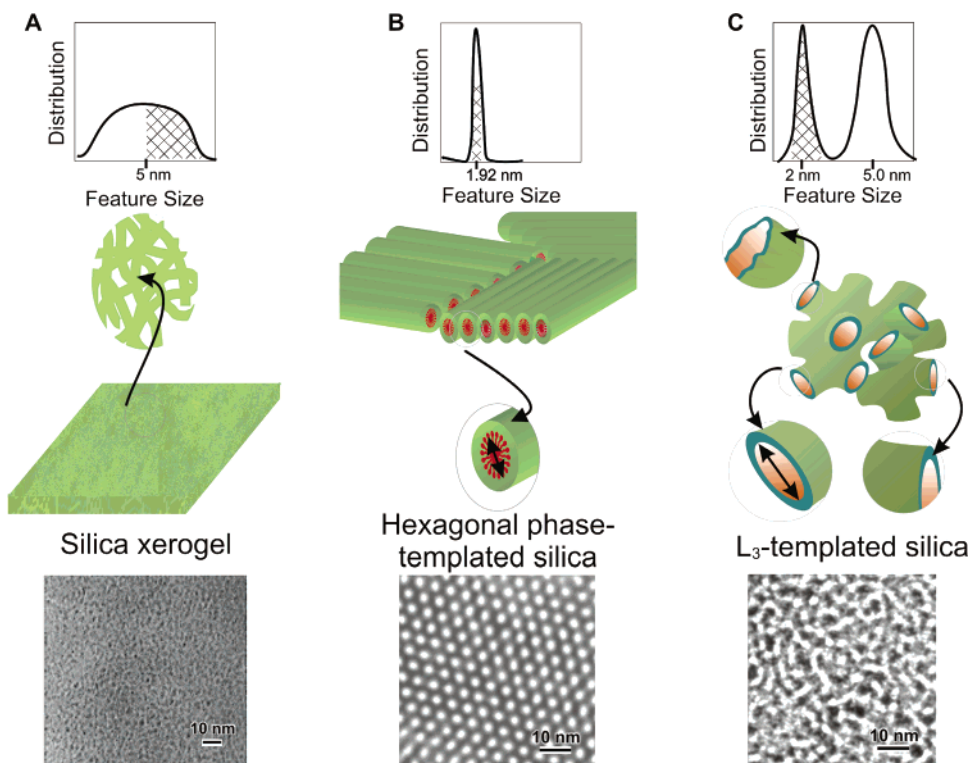 A
Distribution
5 nm
Feature Size
Silica xerogel
10 nm
B
Distribution
1.92 nm
Feature Size
Hexagonal phase-
templated silica
10 nm
C
Distribution
2 nm
5.0 nm
Feature Size
L₃-templated silica
10 nm